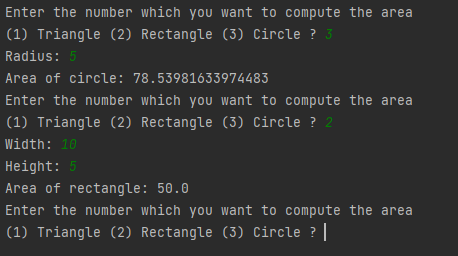 Enter the number which you want to compute the area
(1) Triangle (2) Rectangle (3) Circle ? 3
Radius: 5
Area of circle: 78.53981633974483
Enter the number which you want to compute the area
(1) Triangle (2) Rectangle (3) Circle ? 2
Width: 10
Height: 5
Area of rectangle: 50.0
Enter the number which you want to compute the area
(1) Triangle (2) Rectangle (3) Circle ?